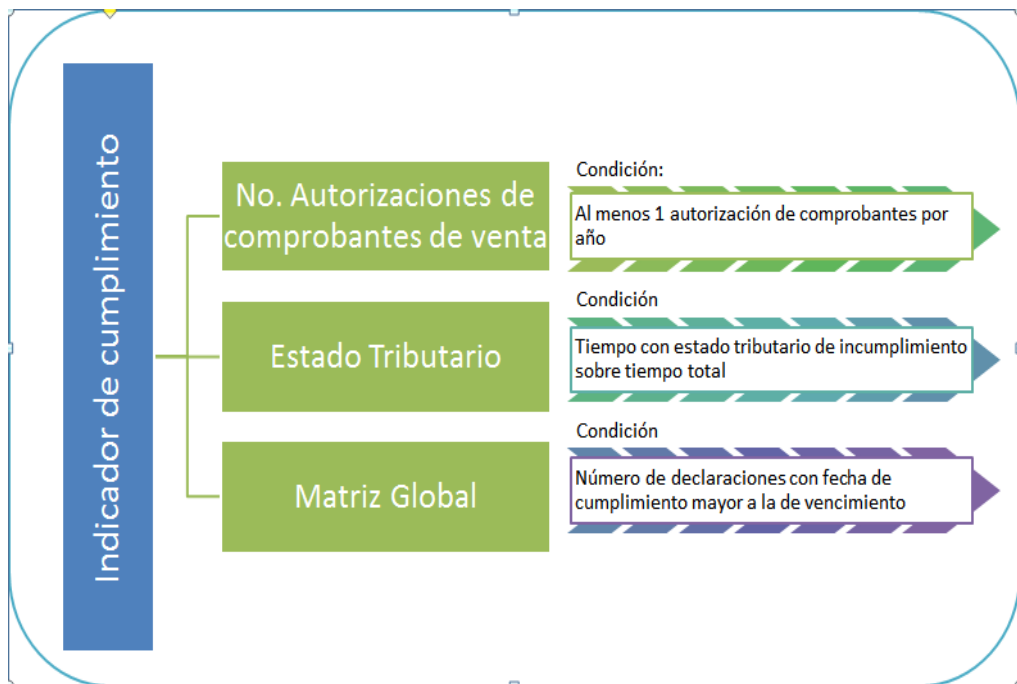 Indicador de cumplimiento
No. Autorizaciones de
comprobantes de venta
Condición:
Al menos 1 autorización de comprobantes por
año
Estado Tributario
Condición
Tiempo con estado tributario de incumplimiento
sobre tiempo total
Matriz Global
Condición
Número de declaraciones con fecha de
cumplimiento mayor a la de vencimiento